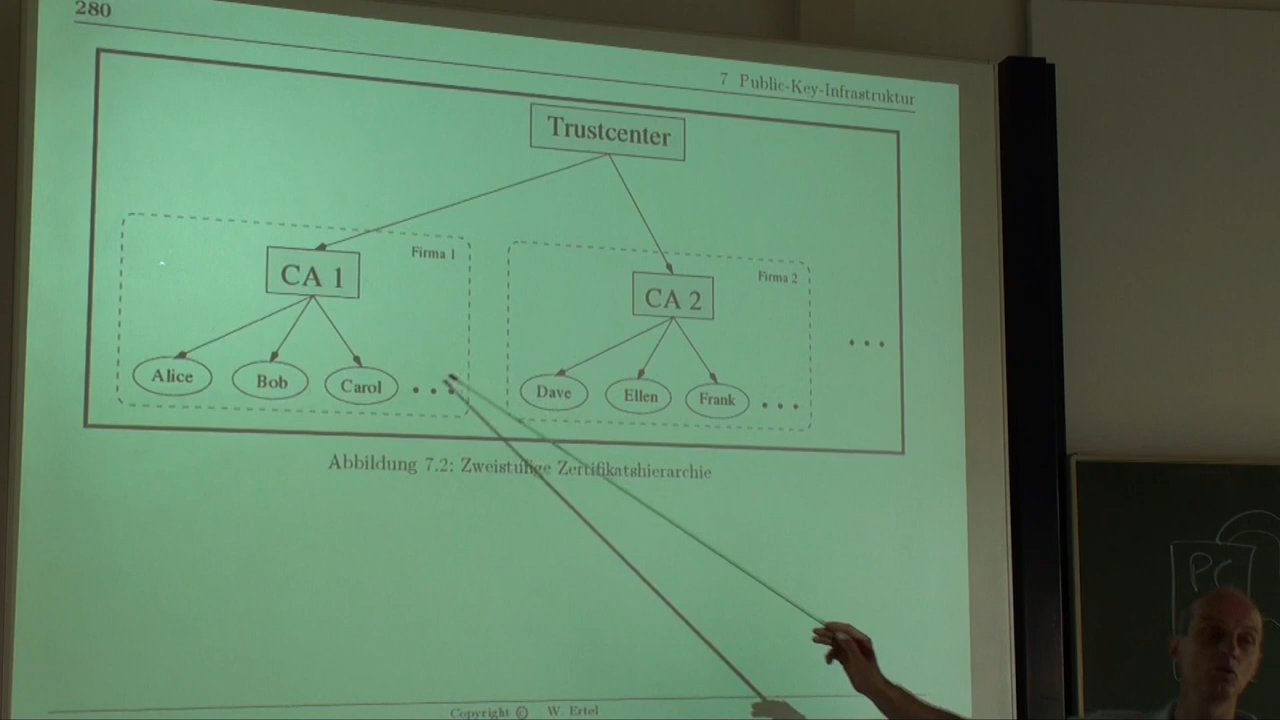 280
7 Public-Key-Infrastruktur
Trustcenter
Firma 1
CA 1
Firma 2
CA 2
Alice
Bob
Carol
. . .
Dave
Ellen
Frank
. . .
. . .
Abbildung 7.2: Zweistufige Zertifikatshierarchie
PC
Copyright © W. Ertel